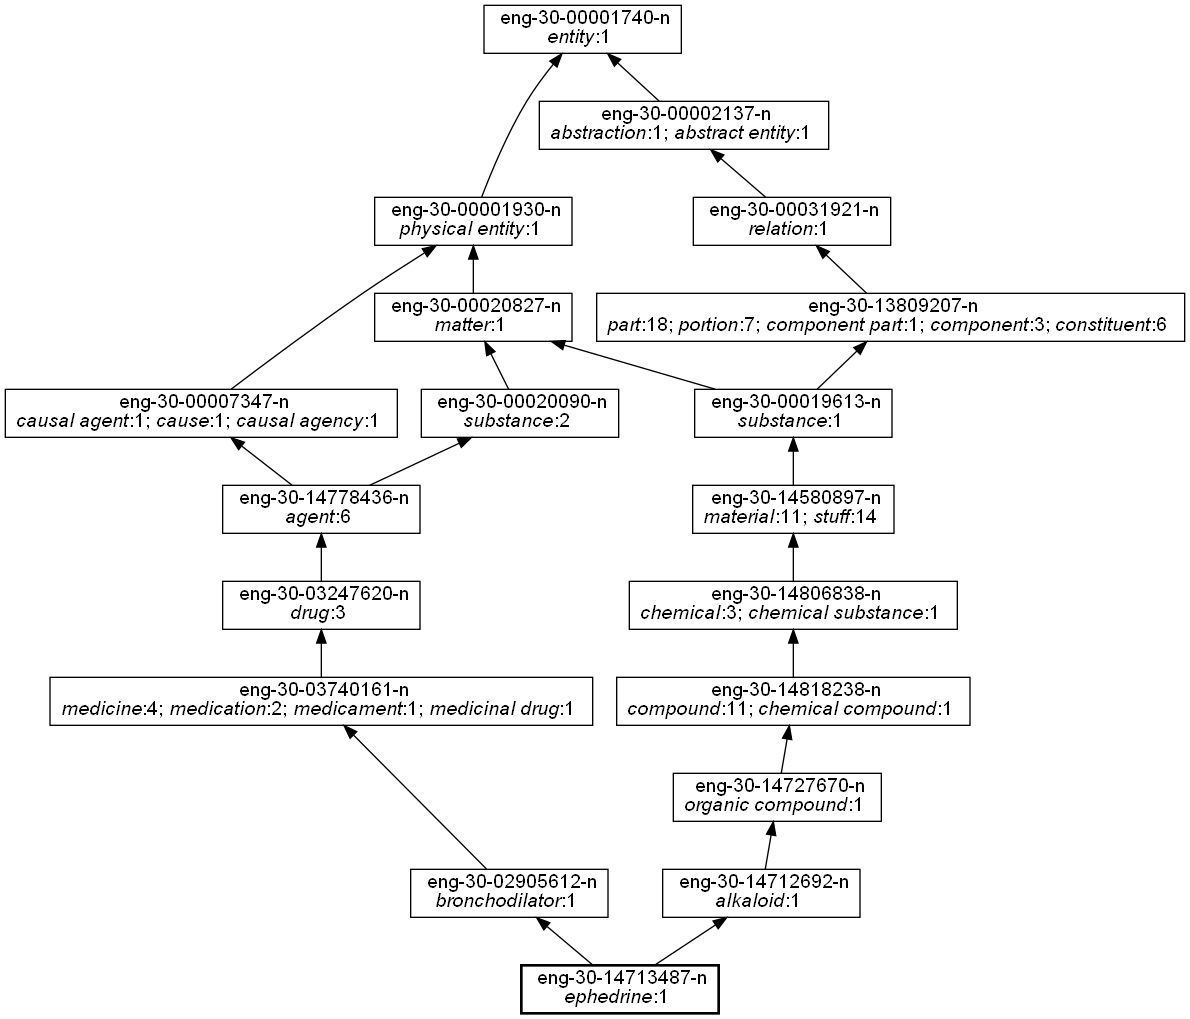 eng-30-00001740-n
entity:1
eng-30-00002137-n
abstraction:1; abstract entity:1
eng-30-00001930-n
physical entity:1
eng-30-00031921-n
relation:1
eng-30-00020827-n
matter:1
eng-30-13809207-n
part:18; portion:7; component part:1; component:3; constituent:6
eng-30-00007347-n
causal agent:1; cause:1; causal agency:1
eng-30-00020090-n
substance:2
eng-30-00019613-n
substance:1
eng-30-14778436-n
agent:6
eng-30-14580897-n
material:11; stuff:14
eng-30-03247620-n
drug:3
eng-30-14806838-n
chemical:3; chemical substance:1
eng-30-03740161-n
medicine:4; medication:2; medicament:1; medicinal drug:1
eng-30-14818238-n
compound:11; chemical compound:1
eng-30-14727670-n
organic compound:1
eng-30-02905612-n
bronchodilator:1
eng-30-14712692-n
alkaloid:1
eng-30-14713487-n
ephedrine:1